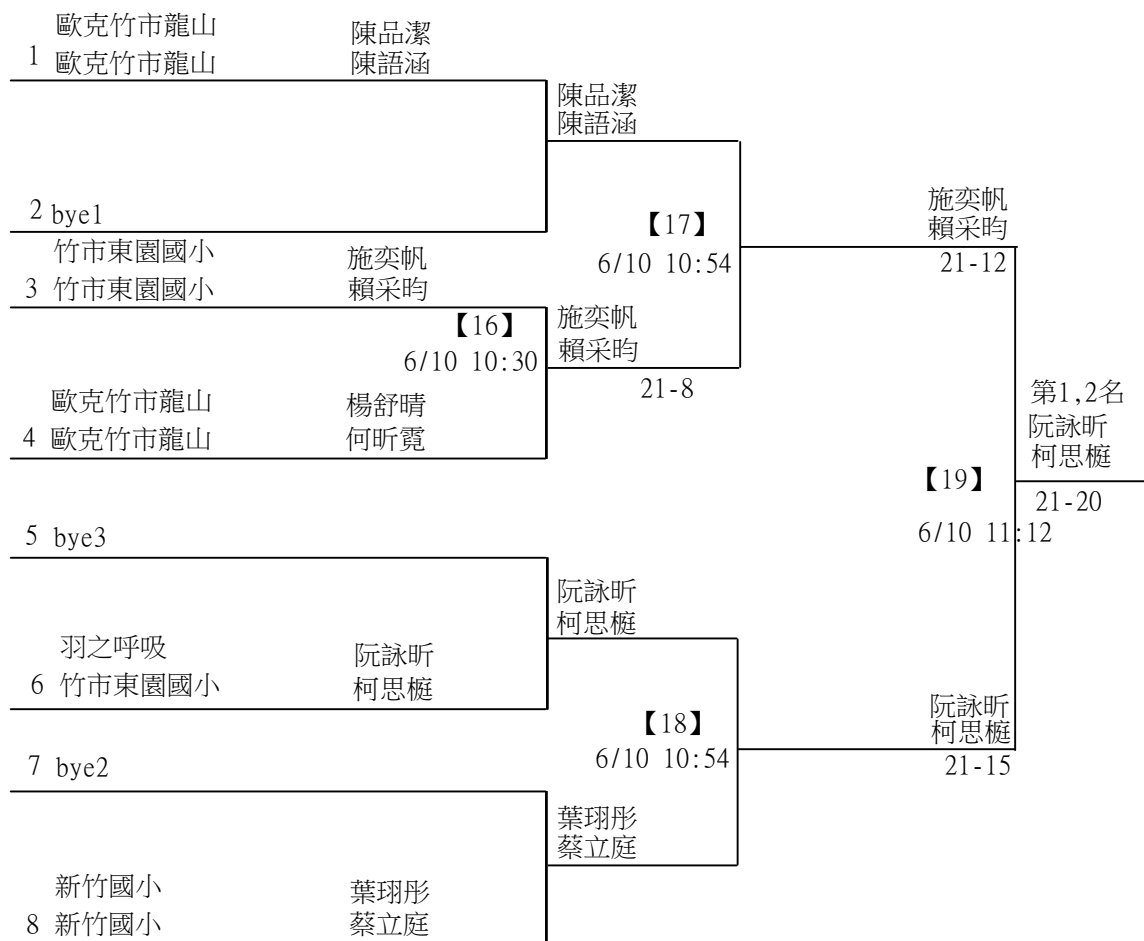 歐克竹市龍山 陳品潔
1 歐克竹市龍山 陳語涵
陳品潔
陳語涵
2 bye1
施奕帆
賴采昀
21-12
【17】
6/10 10:54
竹市東園國小 施奕帆
3 竹市東園國小 賴采昀
【16】
6/10 10:30
施奕帆
賴采昀
21-8
歐克竹市龍山 楊舒晴
4 歐克竹市龍山 何昕霓
第1,2名
阮詠昕
柯思榳
21-20
【19】
6/10 11:12
5 bye3
阮詠昕
柯思榳
羽之呼吸 阮詠昕
6 竹市東園國小 柯思榳
【18】
6/10 10:54
阮詠昕
柯思榳
21-15
7 bye2
葉珝彤
蔡立庭
新竹國小 葉珝彤
8 新竹國小 蔡立庭